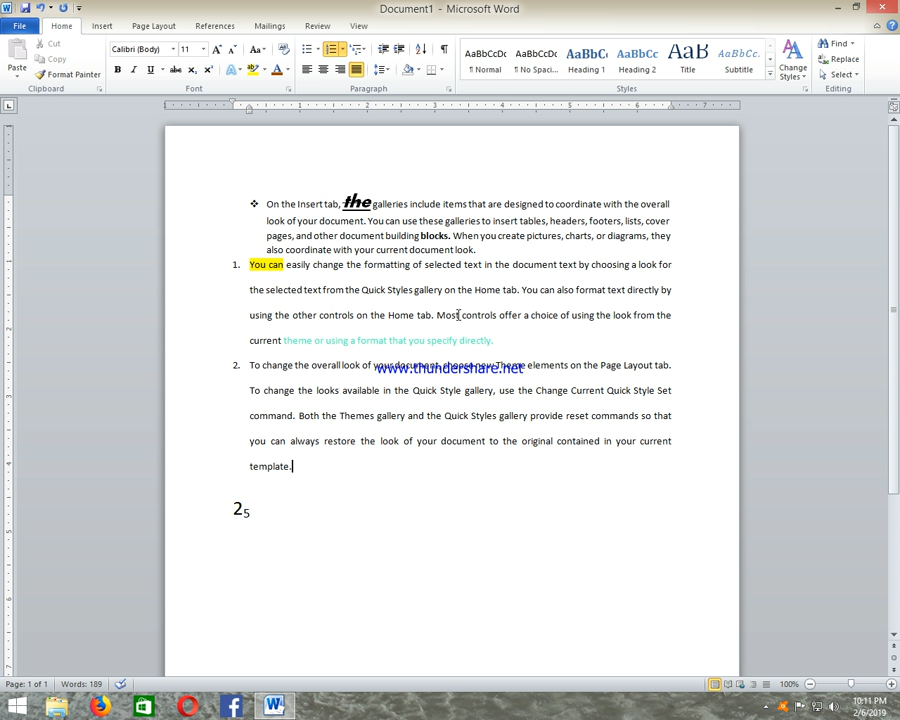 Document1 - Microsoft Word
File Home Insert Page Layout References Mailings Review View
Paste
Cut
Copy
Format Painter
Clipboard
Calibri (Body) 11
Font
Paragraph
AaBbCcDc AaBbCcDc AaBbC AaBbCc AaB AaBbCc.
¶ Normal ¶ No Spaci... Heading 1 Heading 2 Title Subtitle
Change
Styles
Styles
Find
Replace
Select
Editing
❖ On the Insert tab, the galleries include items that are designed to coordinate with the overall
look of your document. You can use these galleries to insert tables, headers, footers, lists, cover
pages, and other document building blocks. When you create pictures, charts, or diagrams, they
also coordinate with your current document look.
1. You can easily change the formatting of selected text in the document text by choosing a look for
the selected text from the Quick Styles gallery on the Home tab. You can also format text directly by
using the other controls on the Home tab. Most controls offer a choice of using the look from the
current theme or using a format that you specify directly.
2. To change the overall look of your document, choose new Theme elements on the Page Layout tab.
www.thundershare.net
To change the looks available in the Quick Style gallery, use the Change Current Quick Style Set
command. Both the Themes gallery and the Quick Styles gallery provide reset commands so that
you can always restore the look of your document to the original contained in your current
template.
25
Page: 1 of 1 Words: 189 100%
10:11 PM
2/6/2019